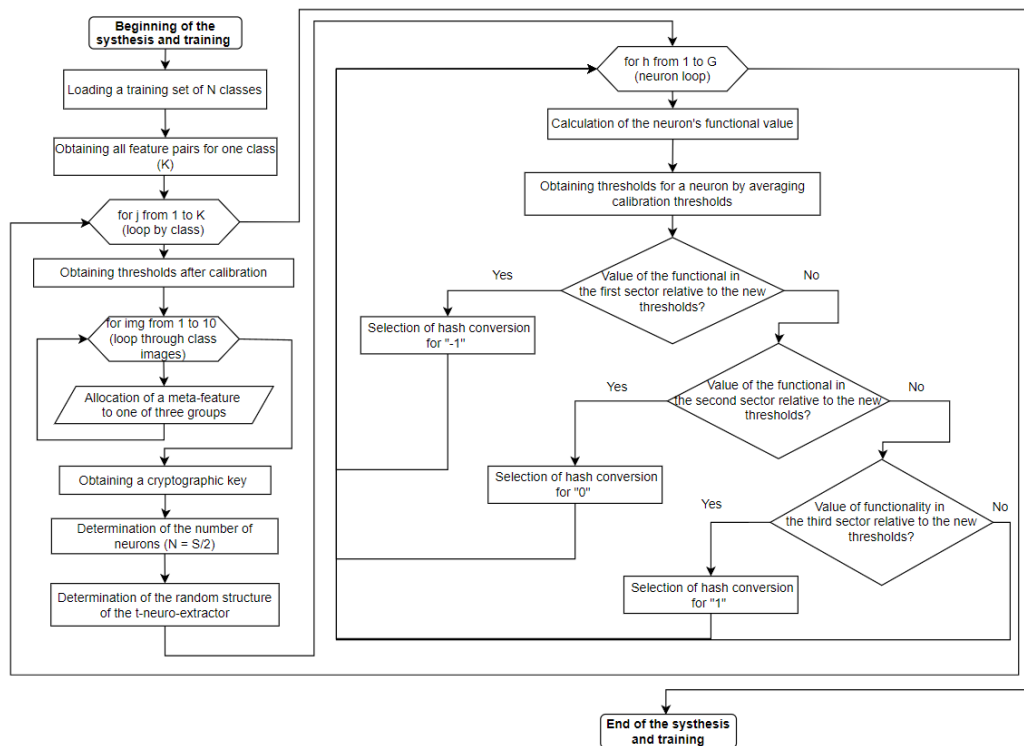 Beginning of the
systhesis and training
Loading a training set of N classes
Obtaining all feature pairs for one class
(K)
for j from 1 to K
(loop by class)
Obtaining thresholds after calibration
for img from 1 to 10
(loop through class
images)
Allocation of a meta-feature
to one of three groups
Obtaining a cryptographic key
Determination of the number of
neurons (N = S/2)
Determination of the random structure
of the t-neuro-extractor
for h from 1 to G
(neuron loop)
Calculation of the neuron's functional value
Obtaining thresholds for a neuron by averaging
calibration thresholds
Value of the functional in
the first sector relative to the new
thresholds?
Yes
No
Selection of hash conversion
for "-1"
Value of the functional in
the second sector relative to the new
thresholds?
Yes
No
Selection of hash conversion
for "0"
Value of functionality in
the third sector relative to the new
thresholds?
Yes
No
Selection of hash conversion
for "1"
End of the systhesis
and training